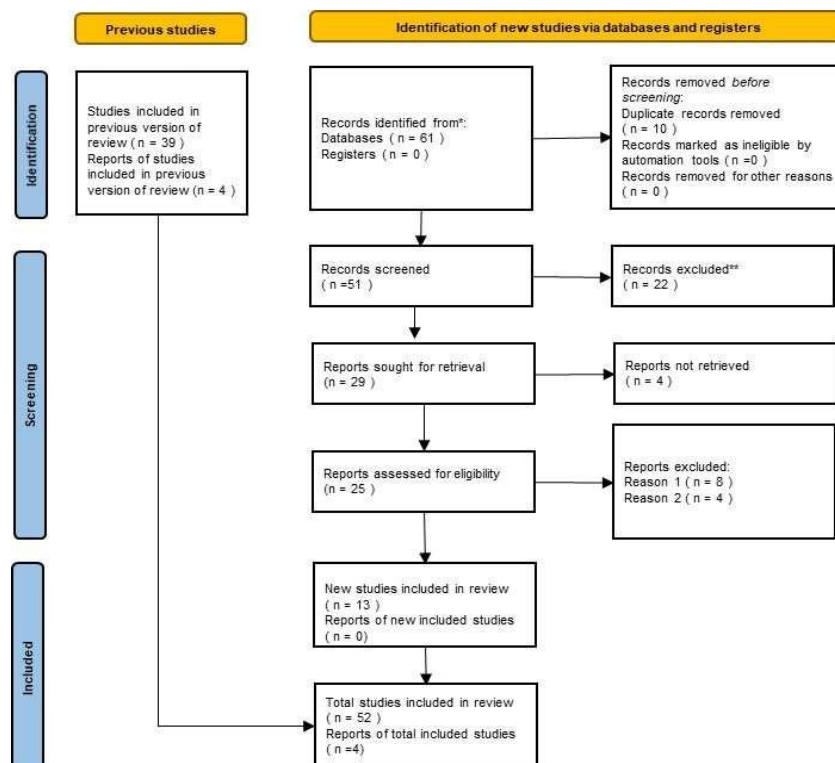 Previous studies
Identification of new studies via databases and registers
Identification
Studies included in
previous version of
review ( n = 39 )
Reports of studies
included in previous
version of review (n = 4 )
Records identified from*:
Databases ( n = 61 )
Registers ( n = 0 )
Records removed before
screening:
Duplicate records removed
( n = 10 )
Records marked as ineligible by
automation tools ( n =0 )
Records removed for other reasons
( n = 0 )
Screening
Records screened
( n =51 )
Records excluded**
( n = 22 )
Reports sought for retrieval
(n = 29 )
Reports not retrieved
( n = 4 )
Reports assessed for eligibility
(n = 25 )
Reports excluded:
Reason 1 ( n = 8 )
Reason 2 ( n = 4 )
Included
New studies included in review
( n = 13 )
Reports of new included studies
( n = 0)
Total studies included in review
( n = 52 )
Reports of total included studies
( n =4)